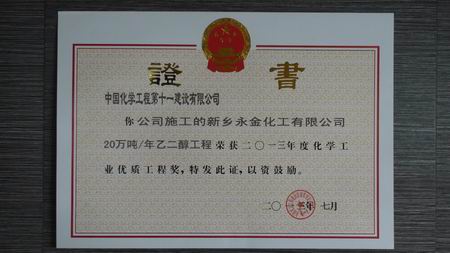 證書
中国化学工程第十一建设有限公司
你公司施工的新乡永金化工有限公司
20万吨/年乙二醇工程荣获二〇一三年度化学工
业优质工程奖，特发此证，以资鼓励。
二〇一三年七月